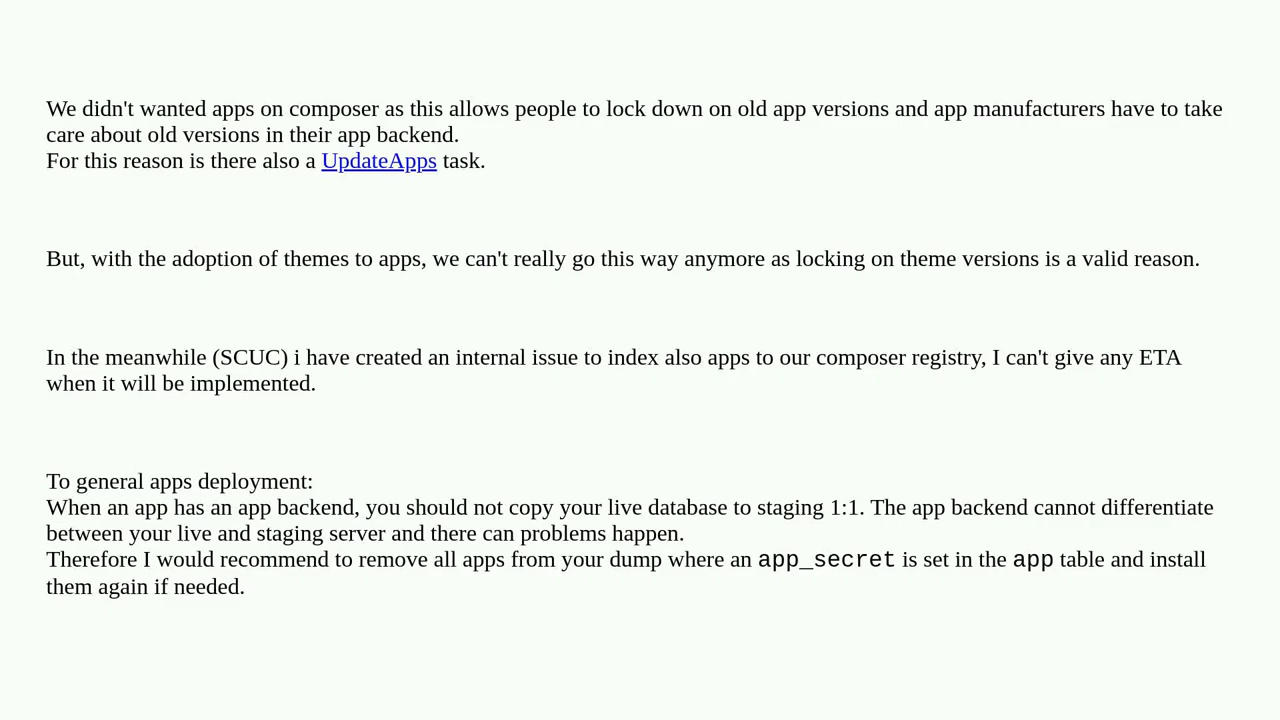 We didn't wanted apps on composer as this allows people to lock down on old app versions and app manufacturers have to take
care about old versions in their app backend.
For this reason is there also a UpdateApps task.
But, with the adoption of themes to apps, we can't really go this way anymore as locking on theme versions is a valid reason.
In the meanwhile (SCUC) i have created an internal issue to index also apps to our composer registry, I can't give any ETA
when it will be implemented.
To general apps deployment:
When an app has an app backend, you should not copy your live database to staging 1:1. The app backend cannot differentiate
between your live and staging server and there can problems happen.
Therefore I would recommend to remove all apps from your dump where an app_secret is set in the app table and install
them again if needed.